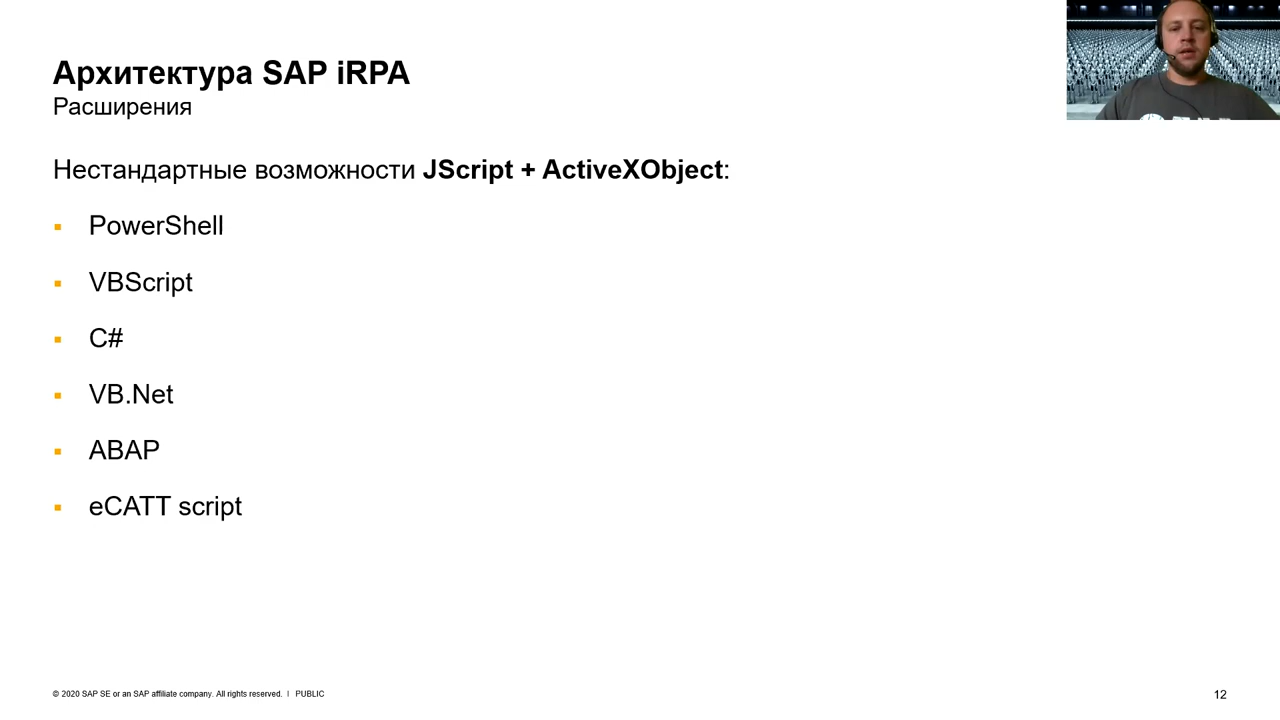 Архитектура SAP iRPA
Расширения
Нестандартные возможности JScript + ActiveXObject:
PowerShell
VBScript
C#
VB.Net
ABAP
eCATT script
© 2020 SAP SE or an SAP affiliate company. All rights reserved. | PUBLIC
12